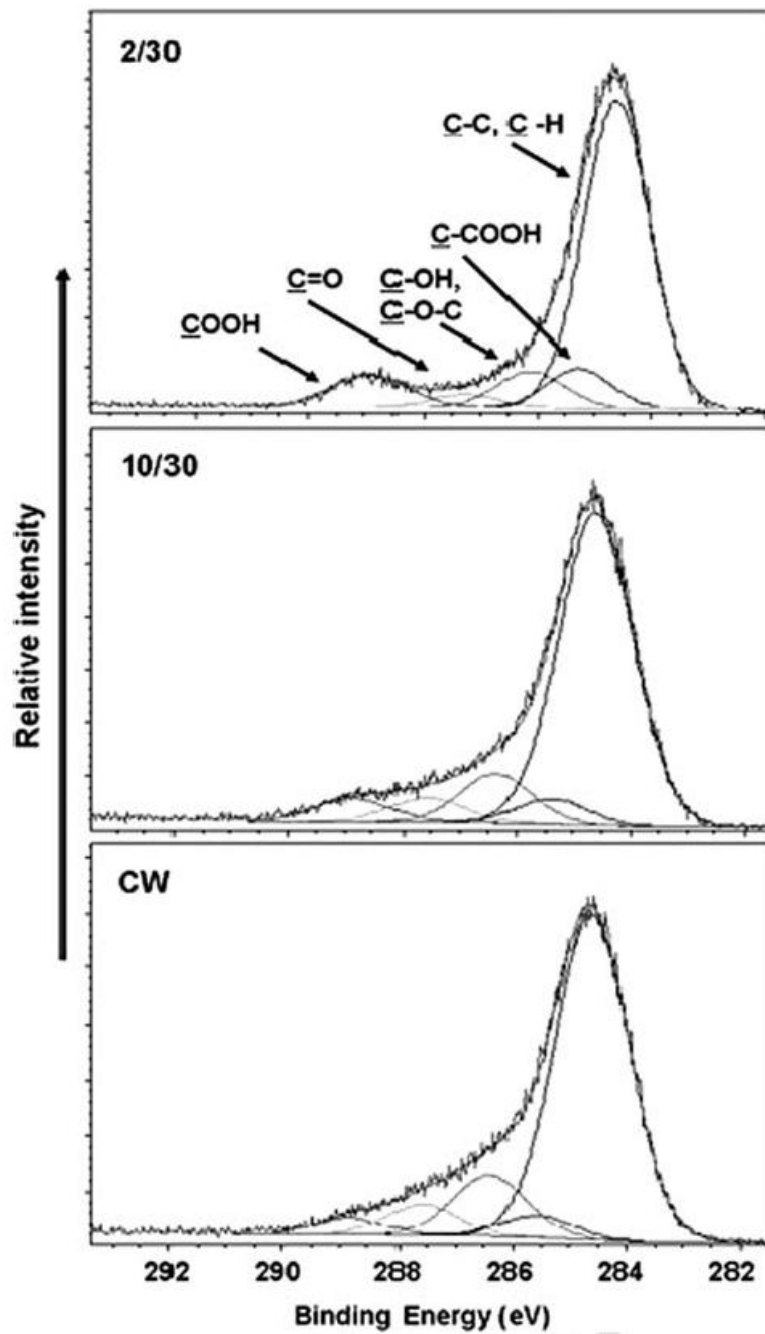 2/30
C-C, C -H
C-COOH
C=O
C-OH,
C-O-C
COOH
10/30
Relative intensity
CW
292 290 288 286 284 282
Binding Energy (eV)